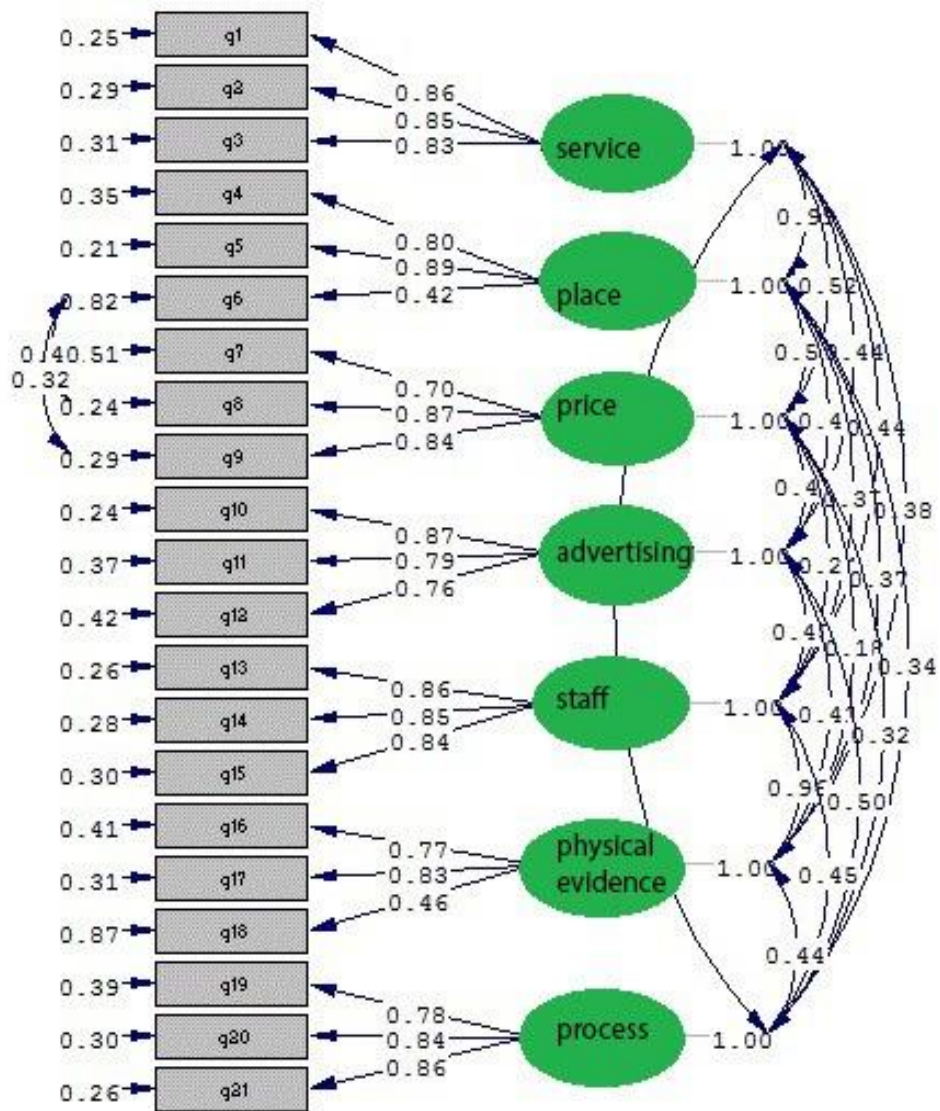 0.25 q1
0.86
0.29 q2
0.85
0.31 q3
0.83
service
1.00
0.35 q4
0.80
0.21 q5
0.89
0.82 q6
0.42
place
1.00
0.52
0.51 q7
0.44
0.32
0.70
0.24 q8
0.87
price
1.00
0.44
0.29 q9
0.84
0.24 q10
0.87
0.37
0.38
0.37 q11
0.79
advertising
1.00
0.37
0.42 q12
0.76
0.26 q13
0.86
0.18
0.34
0.28 q14
0.85
staff
1.00
0.41
0.32
0.30 q15
0.84
0.50
0.41 q16
0.77
0.31 q17
0.83
physical
evidence
1.00
0.45
0.87 q18
0.46
0.44
0.39 q19
0.78
0.30 q20
0.84
process
1.00
0.26 q21
0.86